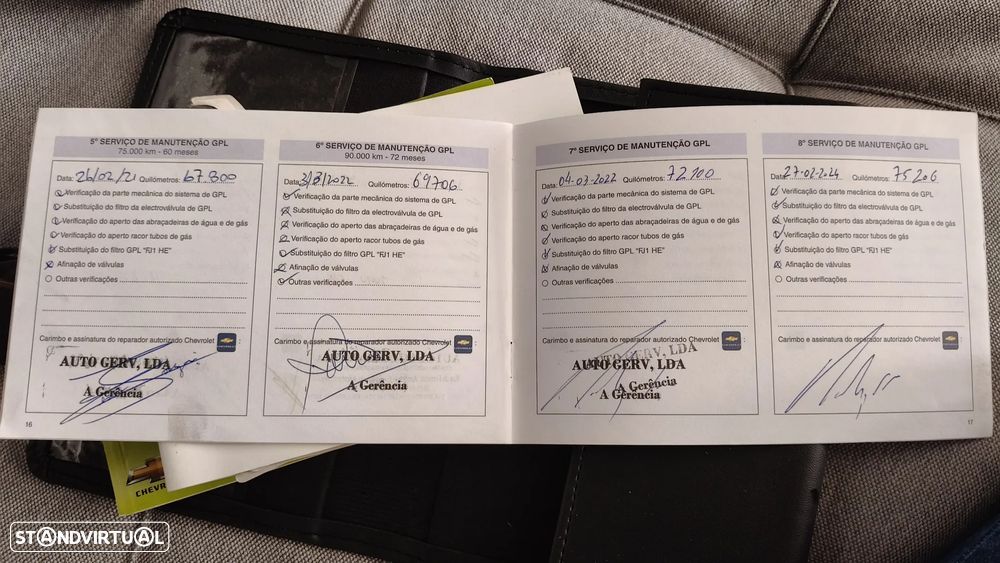 5º SERVIÇO DE MANUTENÇÃO GPL
75.000 km - 60 meses
Data: 26/02/21 Quilómetros: 67.800
Verificação da parte mecânica do sistema de GPL
Substituição do filtro da electroválvula de GPL
Verificação do aperto das abraçadeiras de água e de gás
Verificação do aperto racor tubos de gás
Substituição do filtro GPL "FJ1 HE"
Afinação de válvulas
Outras verificações
Carimbo e assinatura do reparador autorizado Chevrolet :
AUTO GERV, LDA
A Gerência
16
6º SERVIÇO DE MANUTENÇÃO GPL
90.000 km - 72 meses
Data: 3/3/2022 Quilómetros: 69706
Verificação da parte mecânica do sistema de GPL
Substituição do filtro da electroválvula de GPL
Verificação do aperto das abraçadeiras de água e de gás
Verificação do aperto racor tubos de gás
Substituição do filtro GPL "FJ1 HE"
Afinação de válvulas
Outras verificações
Carimbo e assinatura do reparador autorizado Chevrolet :
AUTO GERV, LDA
A Gerência
7º SERVIÇO DE MANUTENÇÃO GPL
Data: 04-03-2022 Quilómetros: 72100
Verificação da parte mecânica do sistema de GPL
Substituição do filtro da electroválvula de GPL
Verificação do aperto das abraçadeiras de água e de gás
Verificação aperto racor tubos de gás
Substituição do filtro GPL "FJ1 HE"
Afinação de válvulas
Outras verificações
Carimbo e assinatura do reparador autorizado Chevrolet :
AUTO GERV, LDA
A Gerência
A Gerência
8º SERVIÇO DE MANUTENÇÃO GPL
Data: 27-02-2024 Quilómetros: 75206
Verificação da parte mecânica do sistema de GPL
Substituição do filtro da electroválvula de GPL
Verificação do aperto das abraçadeiras de água e de gás
Verificação do aperto racor tubos de gás
Substituição do filtro GPL "FJ1 HE"
Afinação de válvulas
Outras verificações
Carimbo e assinatura do reparador autorizado Chevrolet :
17
CHEVR
STANDVIRTUAL